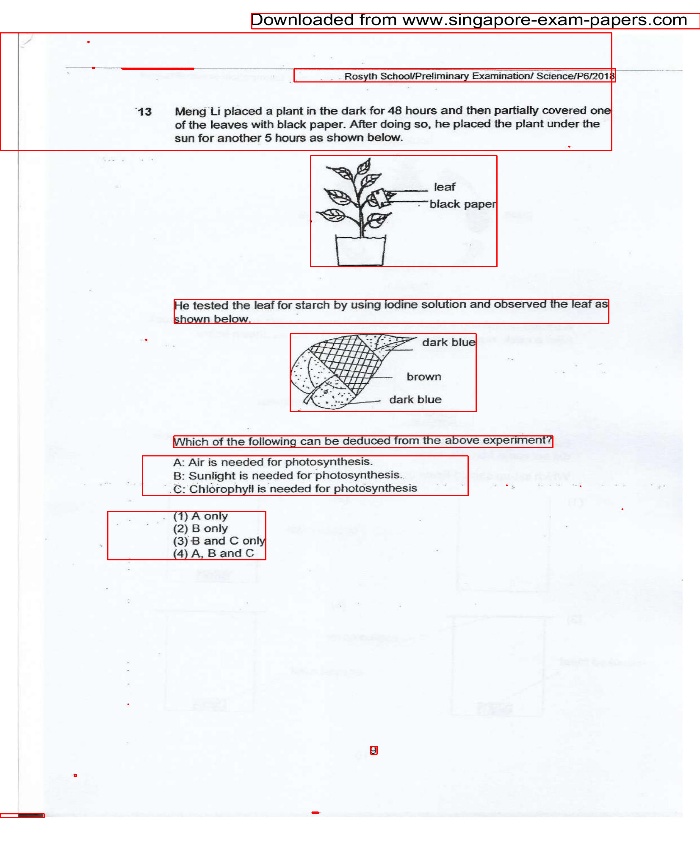 Downloaded from www.singapore-exam-papers.com
Rosyth School/Preliminary Examination/ Science/P6/2018
13 Meng Li placed a plant in the dark for 48 hours and then partially covered one
of the leaves with black paper. After doing so, he placed the plant under the
sun for another 5 hours as shown below.
leaf
black paper
He tested the leaf for starch by using iodine solution and observed the leaf as
shown below.
dark blue
brown
dark blue
Which of the following can be deduced from the above experiment?
A: Air is needed for photosynthesis.
B: Sunlight is needed for photosynthesis.
C: Chlorophyll is needed for photosynthesis
(1) A only
(2) B only
(3) B and C only
(4) A, B and C
9